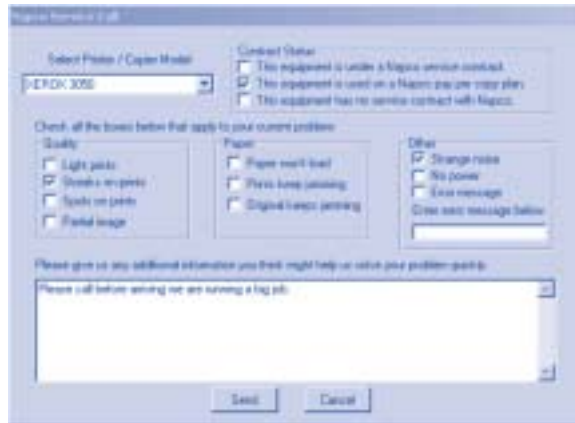 Napco Service Call
Select Printer / Copier Model
XEROX 3050
Contract Status
This equipment is under a Napco service contract.
This equipment is used on a Napco pay per copy plan.
This equipment has no service contract with Napco.
Check all the boxes below that apply to your current problem
Quality
Light prints
Streaks on prints
Spots on prints
Partial image
Paper
Paper won't load
Prints keep jamming
Original keeps jamming
Other
Strange noise
No power
Error message
Enter error message below
Please give us any additional information you think might help us solve your problem quickly.
Please call before arriving we are running a big job
Send
Cancel